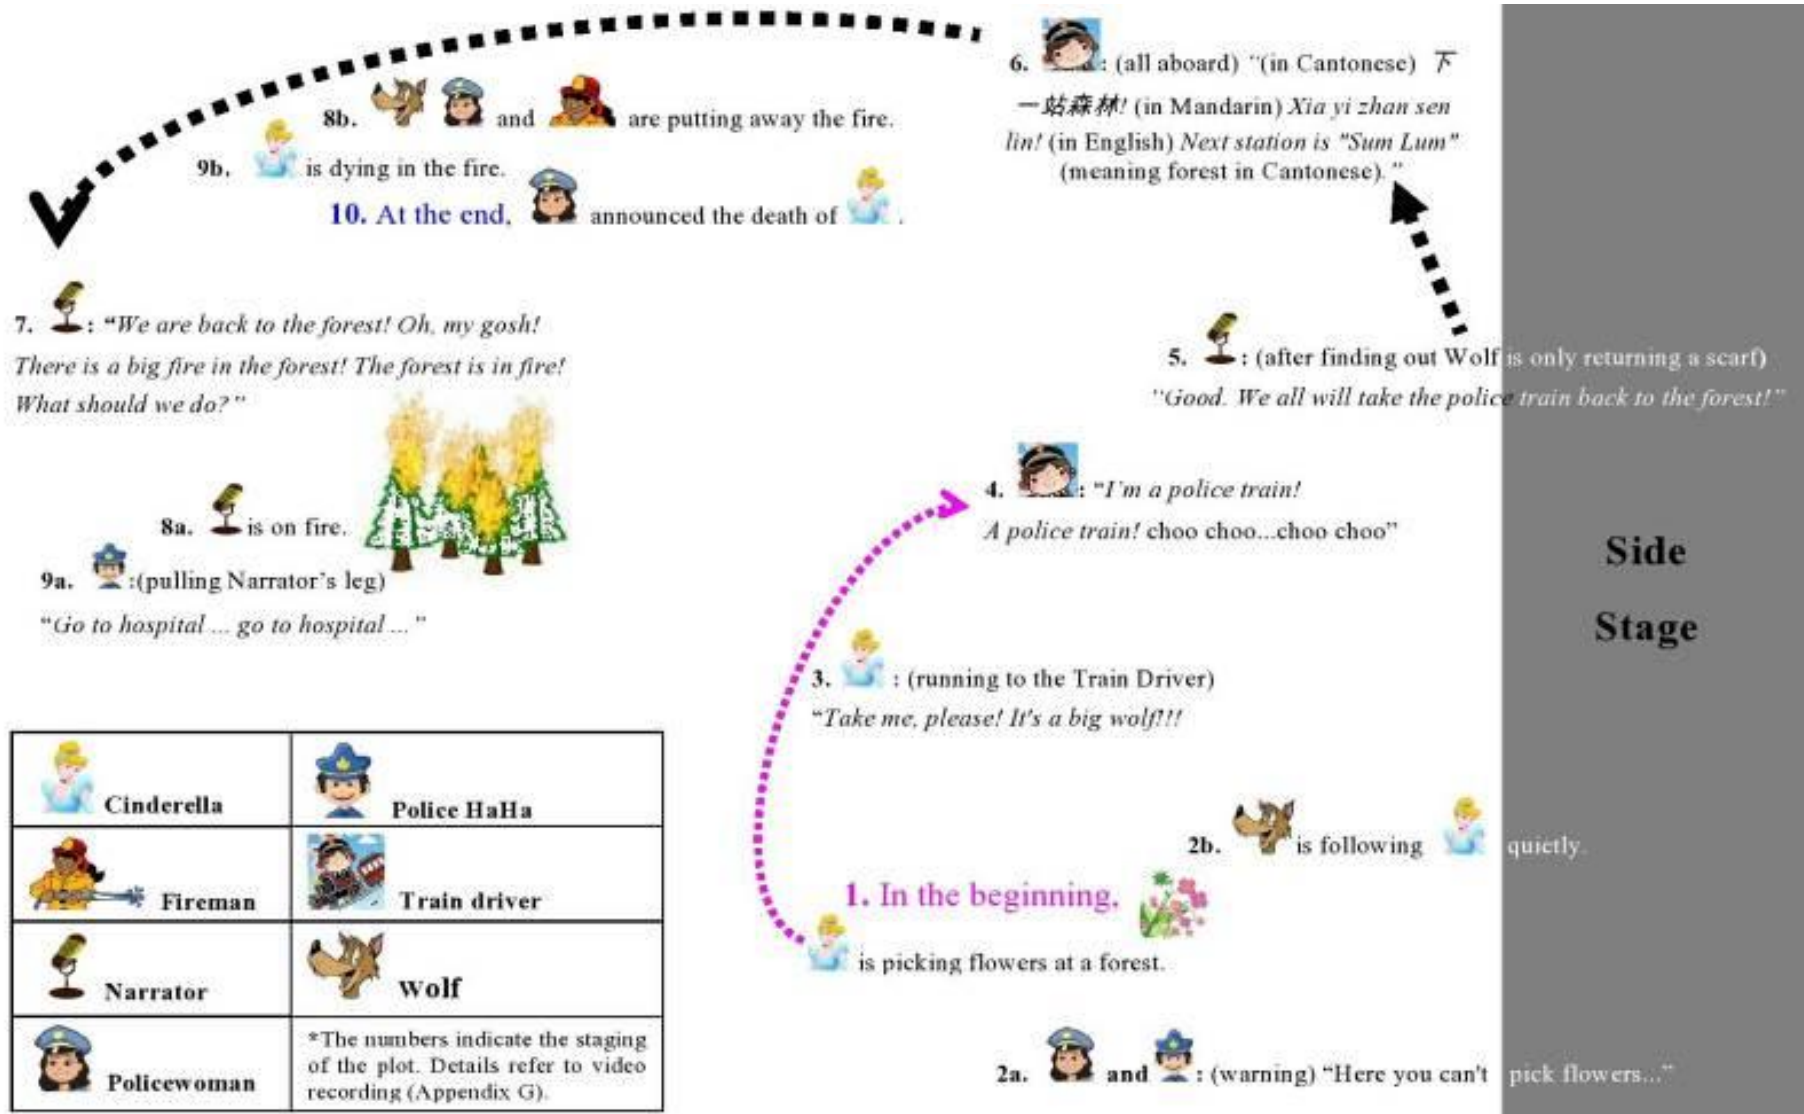 6. : (all aboard) "(in Cantonese) 下
一站森林! (in Mandarin) Xia yi zhan sen
lin! (in English) Next station is "Sum Lum"
(meaning forest in Cantonese)."
8b. and are putting away the fire.
9b. is dying in the fire.
10. At the end, announced the death of .
7. : "We are back to the forest! Oh, my gosh!
There is a big fire in the forest! The forest is in fire!
What should we do?"
5. : (after finding out Wolf is only returning a scarf)
"Good. We all will take the police train back to the forest!"
8a. is on fire.
9a. :(pulling Narrator's leg)
"Go to hospital ... go to hospital ..."
4. : "I'm a police train!
A police train! choo choo...choo choo"
Side
Stage
3. : (running to the Train Driver)
"Take me, please! It's a big wolf!!!
2b. is following quietly.
1. In the beginning,
is picking flowers at a forest.
2a. and : (warning) "Here you can't pick flowers..."
Cinderella
Police HaHa
Fireman
Train driver
Narrator
Wolf
Policewoman
*The numbers indicate the staging
of the plot. Details refer to video
recording (Appendix G).